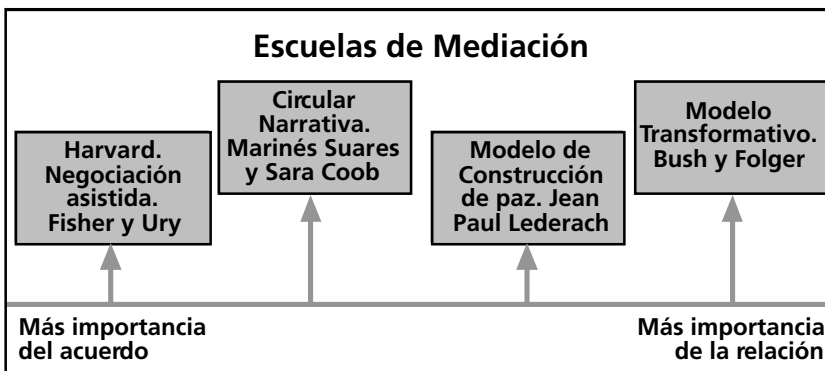 Escuelas de Mediación
Harvard.
Negociación
asistida.
Fisher y Ury
Circular
Narrativa.
Marinés Suares
y Sara Coob
Modelo de
Construcción
de paz. Jean
Paul Lederach
Modelo
Transformativo.
Bush y Folger
Más importancia
del acuerdo
Más importancia
de la relación